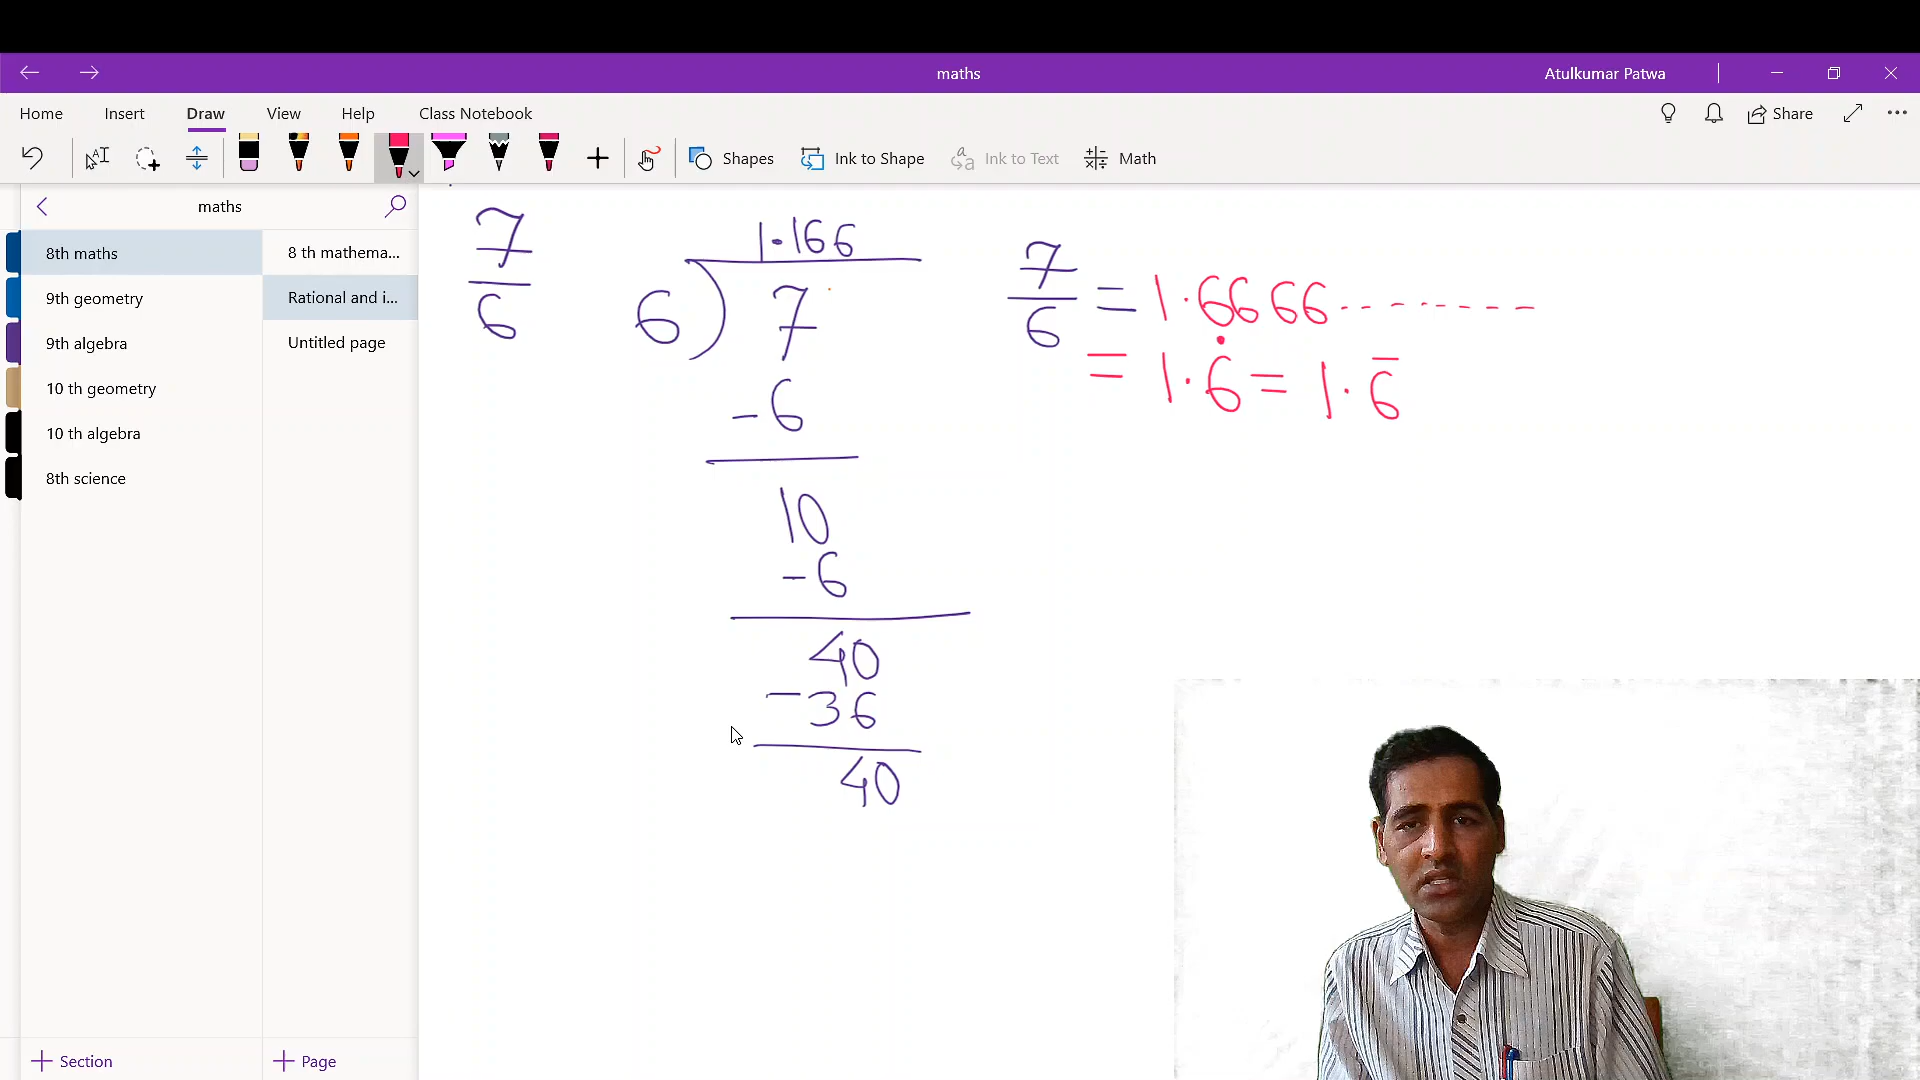 maths
Atulkumar Patwa
Home Insert Draw View Help Class Notebook
Share
Shapes Ink to Shape Ink to Text Math
maths
8th maths
9th geometry
9th algebra
10 th geometry
10 th algebra
8th science
8 th mathema...
Rational and i...
Untitled page
+ Section
+ Page
7
6
1.166
6 ) 7
- 6
10
- 6
40
- 36
40
7
6
= 1.6666--------
= 1.6̇ = 1.6̅